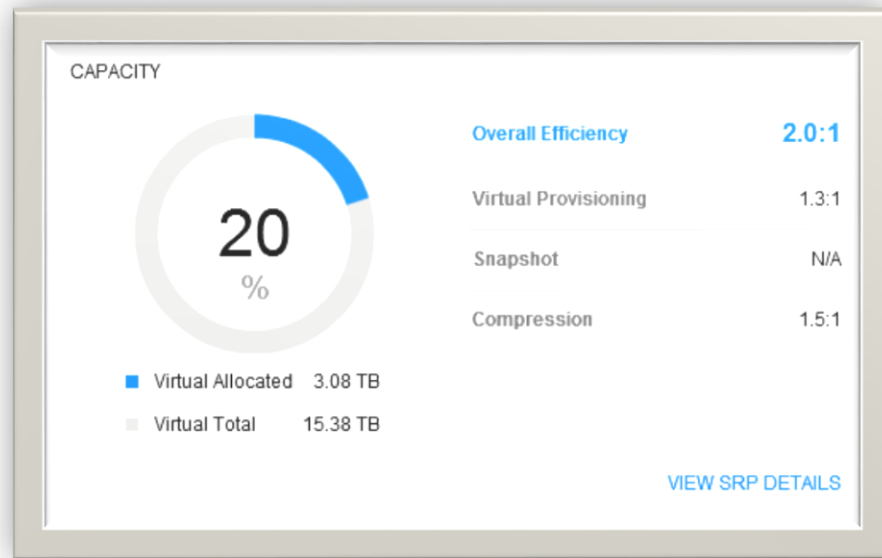 CAPACITY
20
%
Virtual Allocated 3.08 TB
Virtual Total 15.38 TB
Overall Efficiency 2.0:1
Virtual Provisioning 1.3:1
Snapshot N/A
Compression 1.5:1
VIEW SRP DETAILS